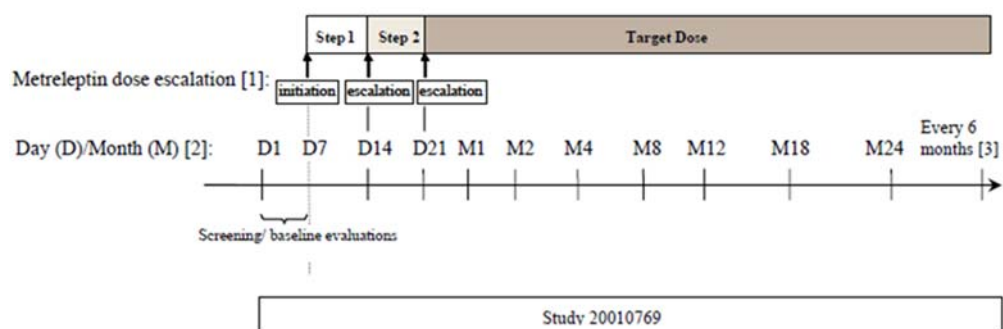 Step 1 Step 2 Target Dose
Metreleptin dose escalation [1]:
initiation escalation escalation
Every 6
Day (D)/Month (M) [2]: D1 D7 D14 D21 M1 M2 M4 M8 M12 M18 M24 months [3]
Screening/ baseline evaluations
Study 20010769